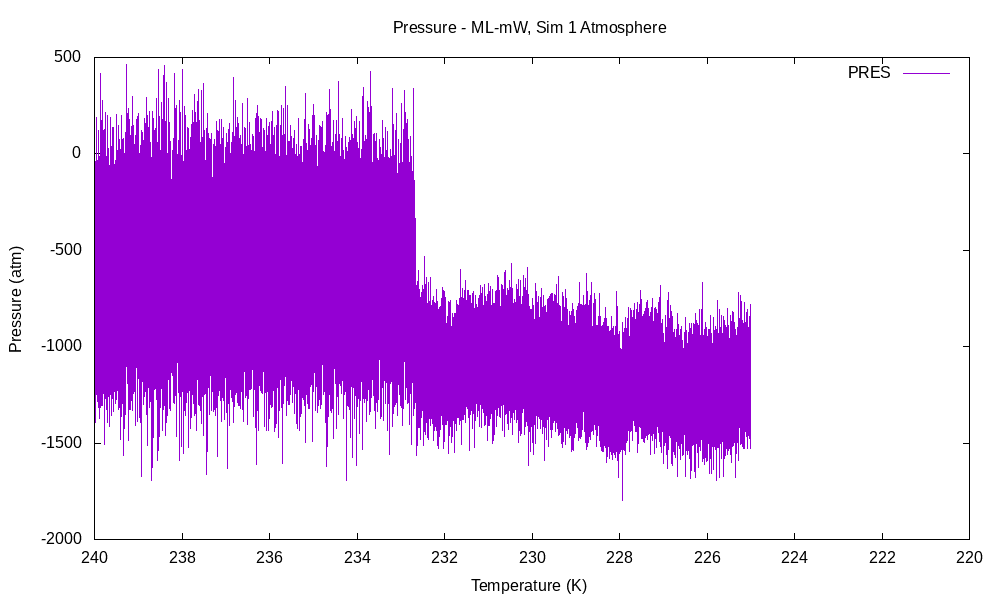 Pressure - ML-mW, Sim 1 Atmosphere
PRES
500
0
-500
-1000
-1500
-2000
Pressure (atm)
240 238 236 234 232 230 228 226 224 222 220
Temperature (K)